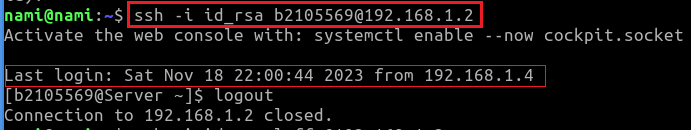 nami@nami:~$ ssh -i id_rsa b2105569@192.168.1.2
Activate the web console with: systemctl enable --now cockpit.socket
Last login: Sat Nov 18 22:00:44 2023 from 192.168.1.4
[b2105569@Server ~]$ logout
Connection to 192.168.1.2 closed.